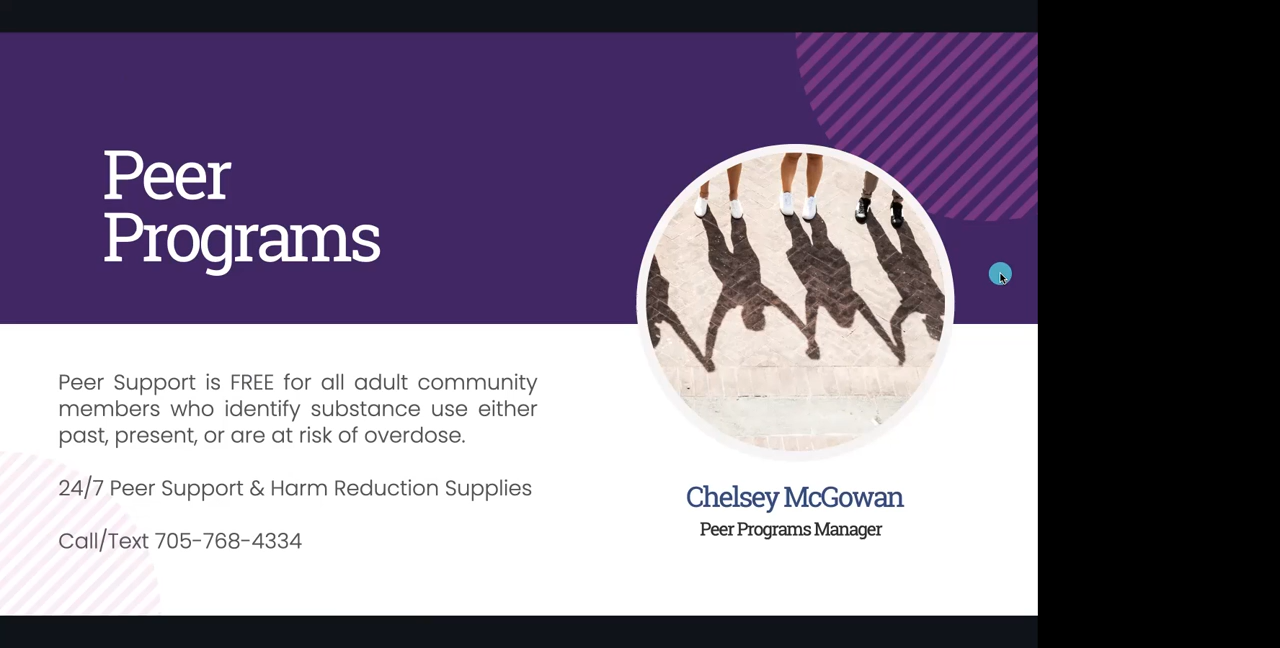 Peer
Programs
Peer Support is FREE for all adult community
members who identify substance use either
past, present, or are at risk of overdose.
24/7 Peer Support & Harm Reduction Supplies
Call/Text 705-768-4334
Chelsey McGowan
Peer Programs Manager